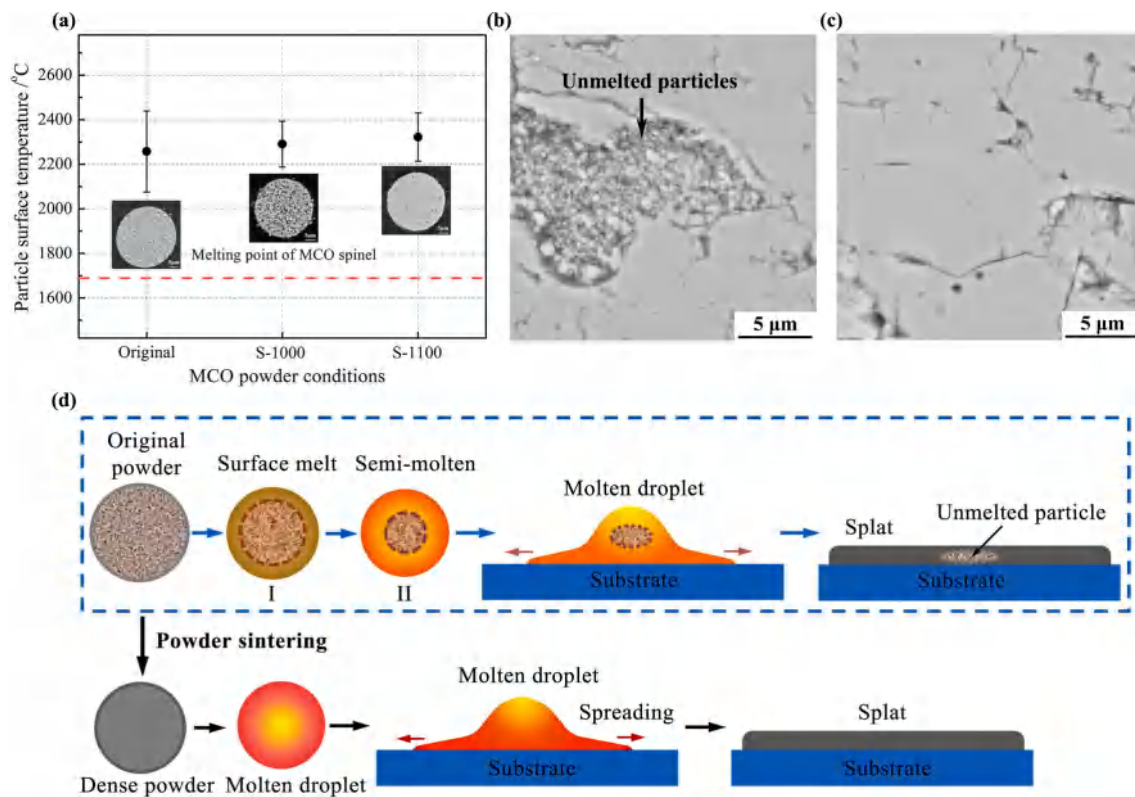 (a)
2600
2400
2200
2000
1800
1600
Particle surface temperature /°C
Melting point of MCO spinel
Original
S-1000
S-1100
MCO powder conditions
(b)
Unmelted particles
5 μm
(c)
5 μm
(d)
Original
powder
Surface melt
I
Semi-molten
II
Molten droplet
Substrate
Splat
Unmelted particle
Substrate
Powder sintering
Dense powder
Molten droplet
Molten droplet
Spreading
Substrate
Splat
Substrate